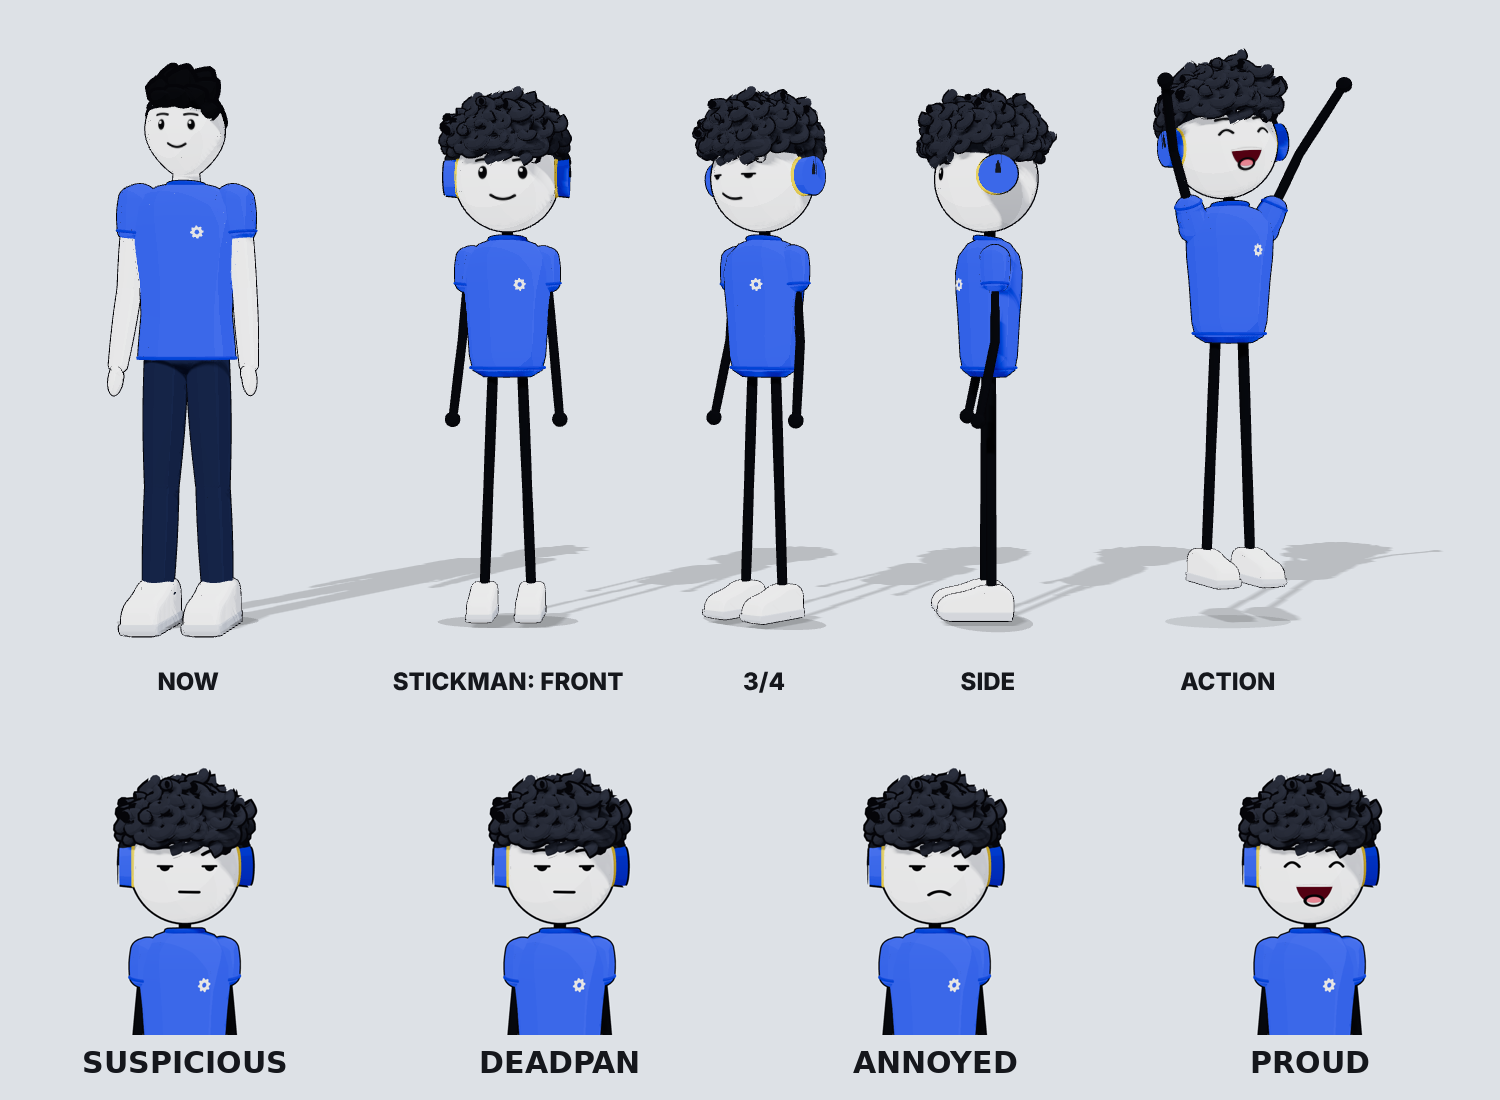 NOW
STICKMAN: FRONT
3/4
SIDE
ACTION
SUSPICIOUS
DEADPAN
ANNOYED
PROUD